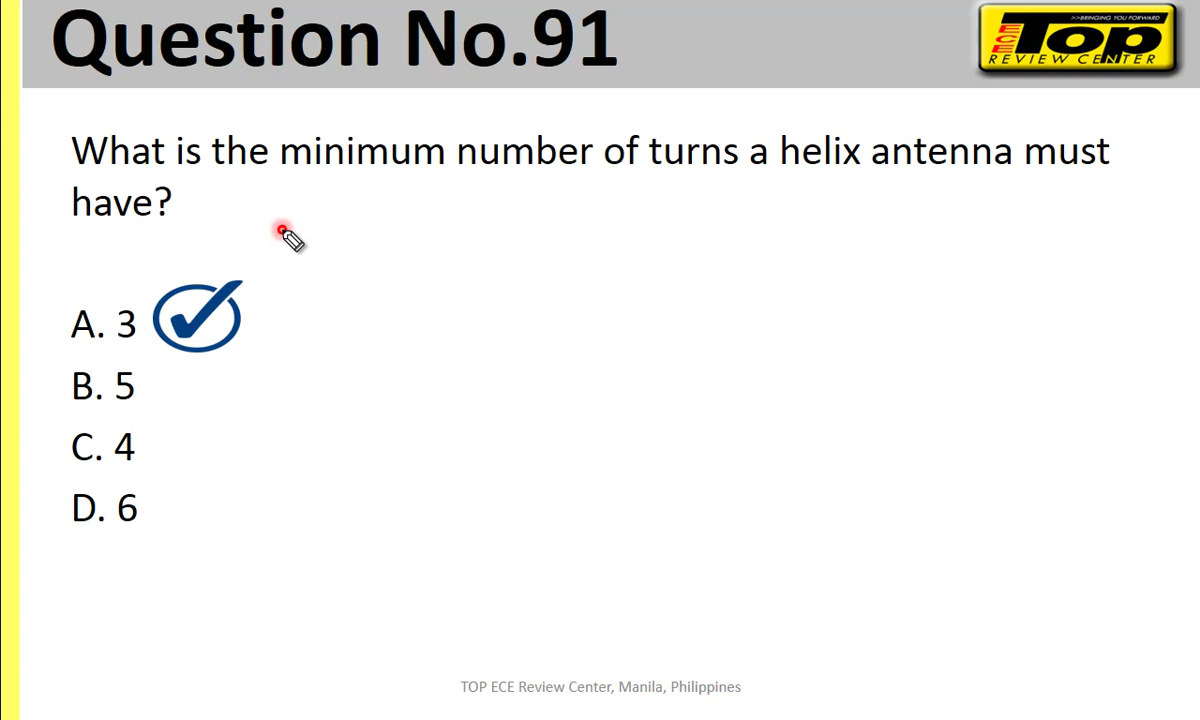 Question No.91
>>BRINGING YOU FORWARD
ECE Top
REVIEW CENTER
What is the minimum number of turns a helix antenna must
have?
A. 3
B. 5
C. 4
D. 6
TOP ECE Review Center, Manila, Philippines